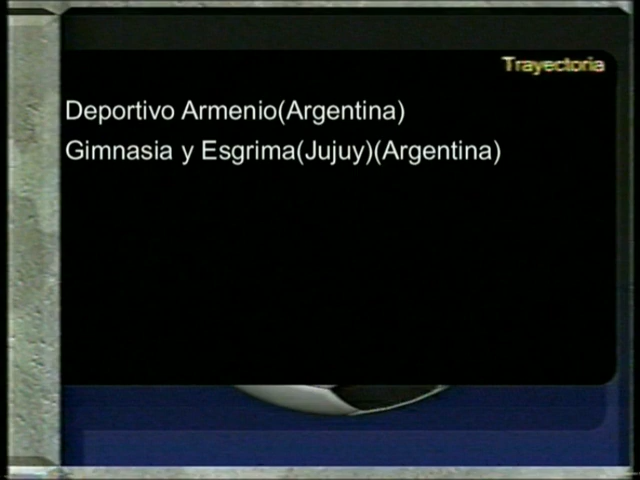 Trayectoria
Deportivo Armenio(Argentina)
Gimnasia y Esgrima(Jujuy)(Argentina)